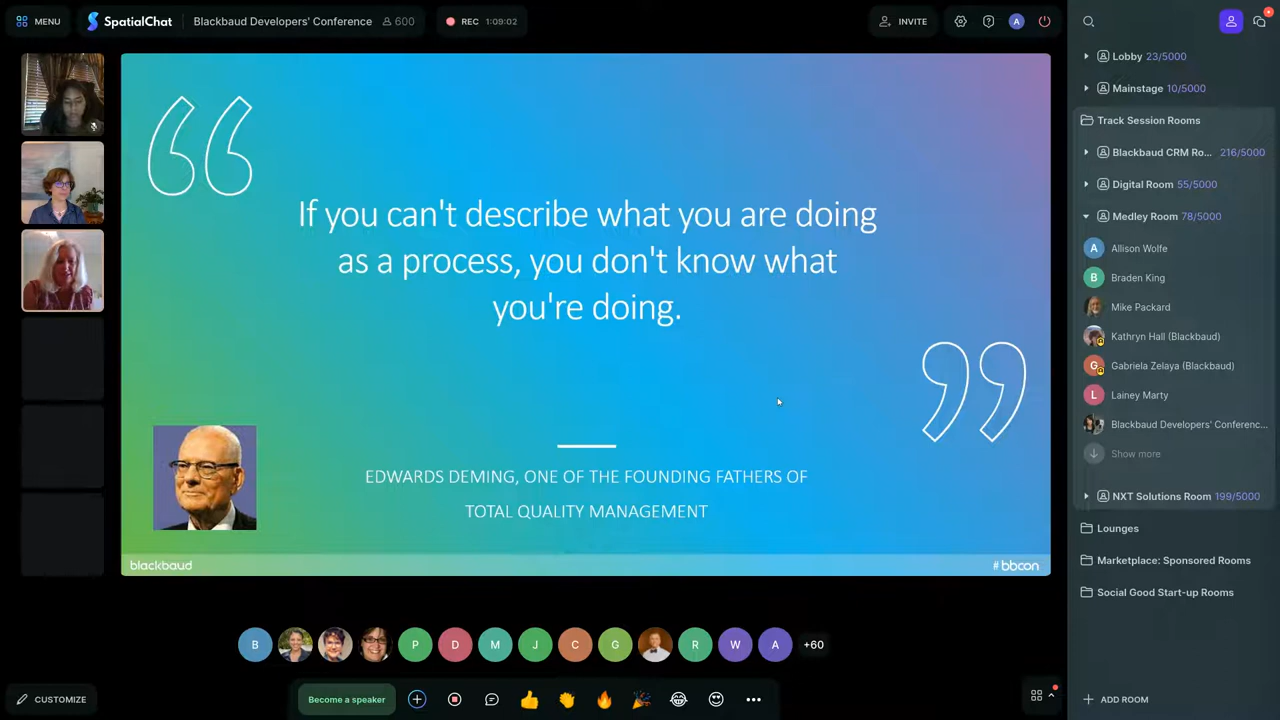 MENU
SpatialChat
Blackbaud Developers' Conference
600
REC 1:09:02
INVITE
A
“
If you can't describe what you are doing
as a process, you don't know what
you're doing.
”
EDWARDS DEMING, ONE OF THE FOUNDING FATHERS OF
TOTAL QUALITY MANAGEMENT
blackbaud
#bbcon
B
P
D
M
J
C
G
R
W
A
+60
CUSTOMIZE
Become a speaker
Lobby 23/5000
Mainstage 10/5000
Track Session Rooms
Blackbaud CRM Ro... 216/5000
Digital Room 55/5000
Medley Room 78/5000
A Allison Wolfe
B Braden King
Mike Packard
Kathryn Hall (Blackbaud)
G Gabriela Zelaya (Blackbaud)
L Lainey Marty
Blackbaud Developers' Conferenc...
Show more
NXT Solutions Room 199/5000
Lounges
Marketplace: Sponsored Rooms
Social Good Start-up Rooms
ADD ROOM